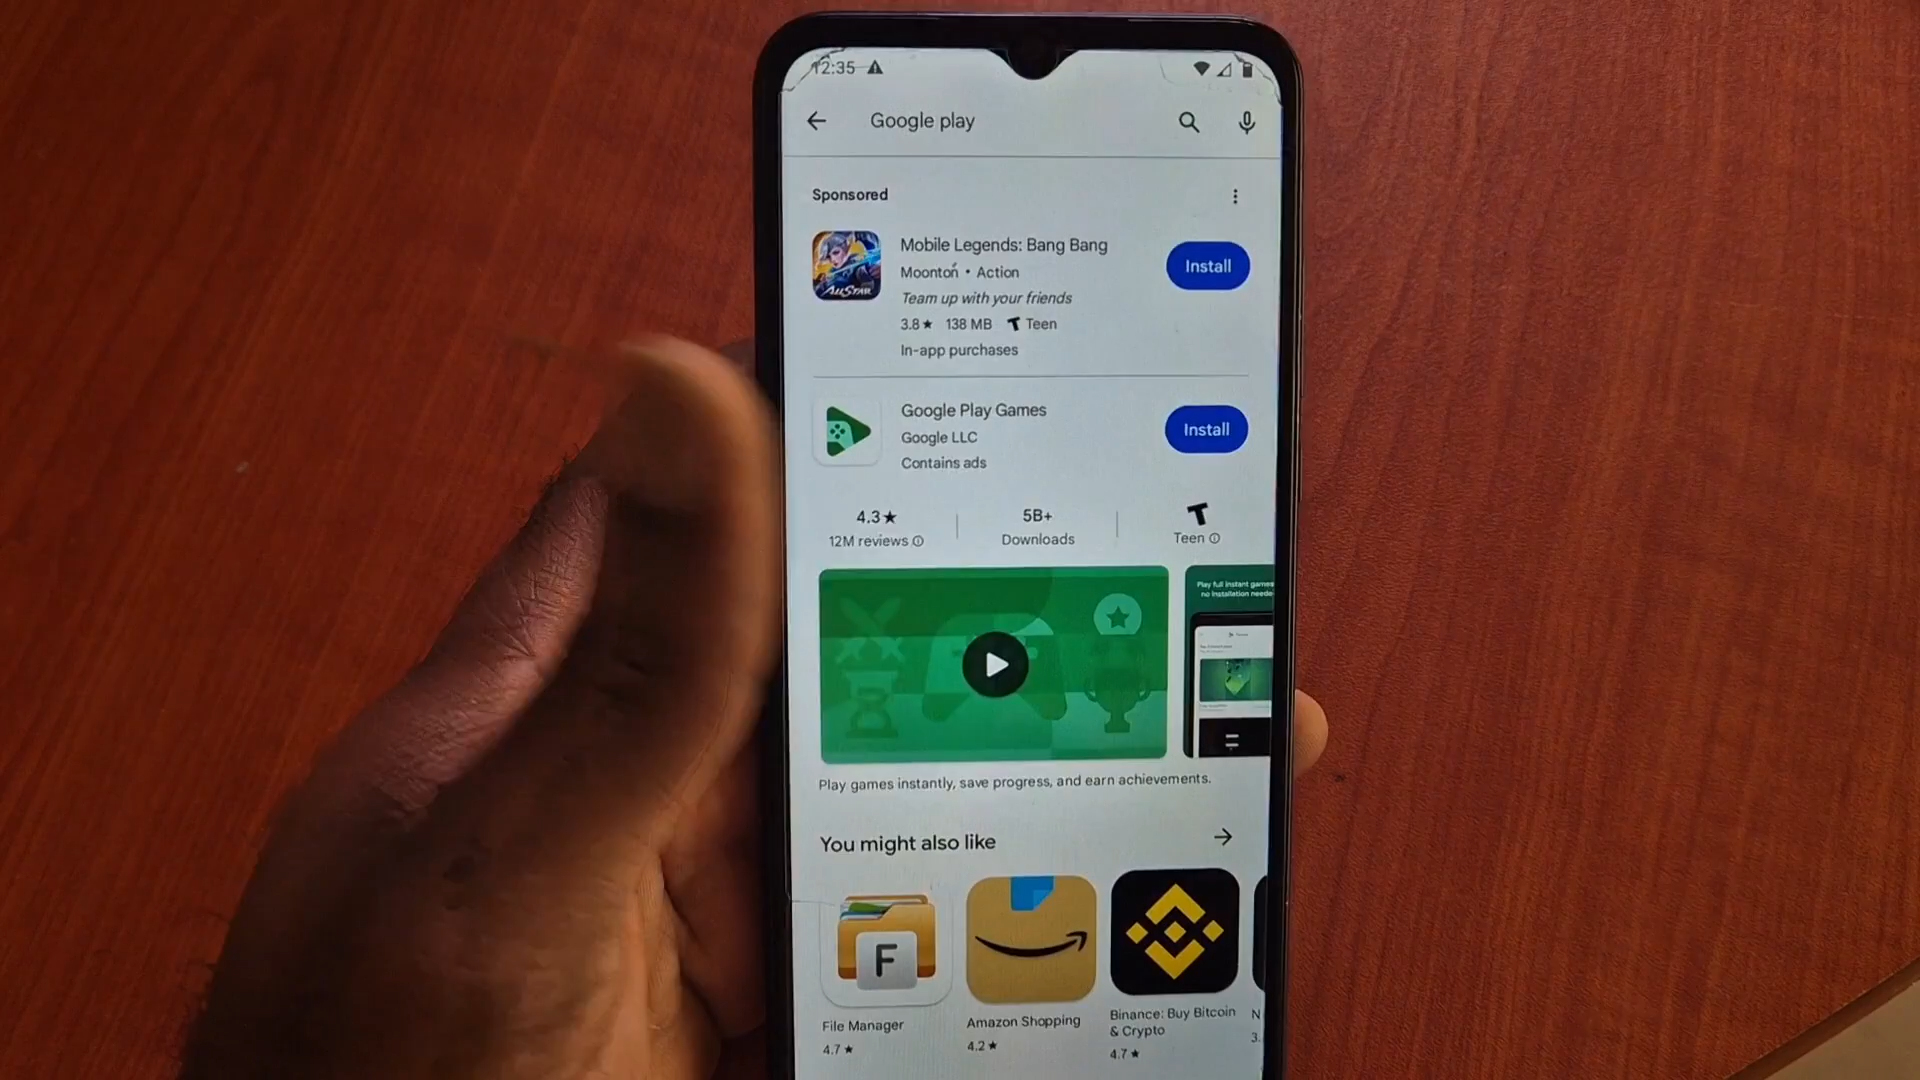 12:35
Google play
Sponsored
Mobile Legends: Bang Bang
Moonton • Action
Install
Team up with your friends
3.8★ 138 MB Teen
In-app purchases
ALLSTAR
Google Play Games
Google LLC
Install
Contains ads
4.3★ 5B+ T
12M reviews Downloads Teen
Play full instant games
no installation neede
Play games instantly, save progress, and earn achievements.
You might also like
F
File Manager
4.7★
Amazon Shopping
4.2★
Binance: Buy Bitcoin
& Crypto
4.7★
N
3.